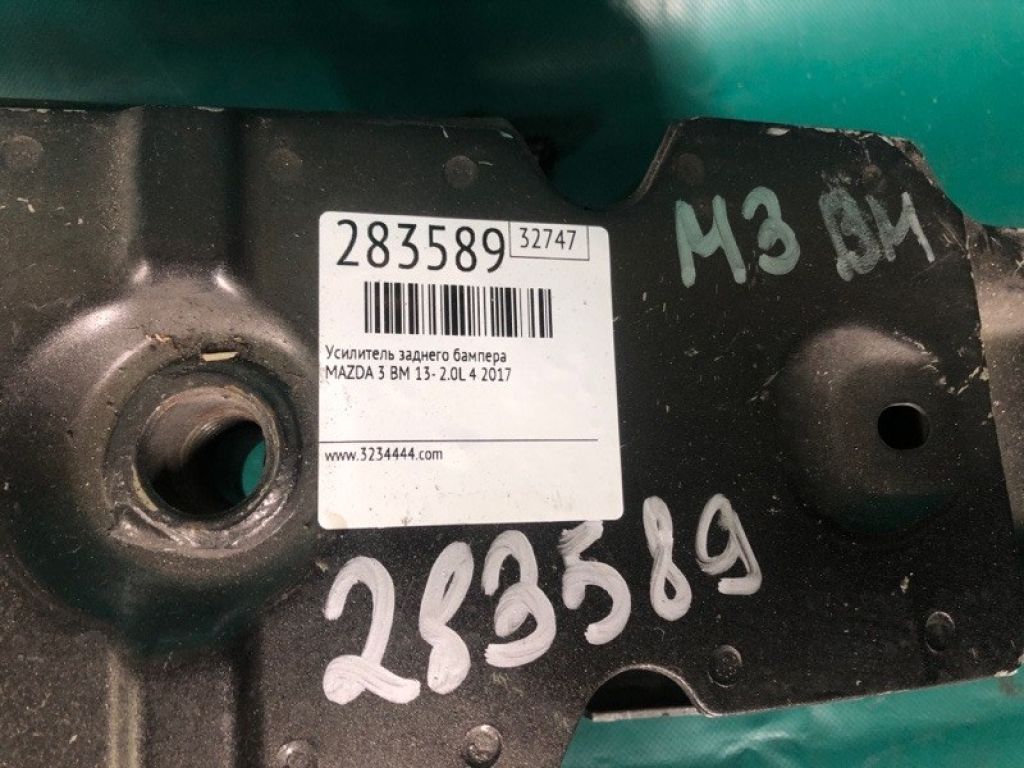 283589 32747
Усилитель заднего бампера
MAZDA 3 BM 13- 2.0L 4 2017
www.3234444.com
M3 BM
283589